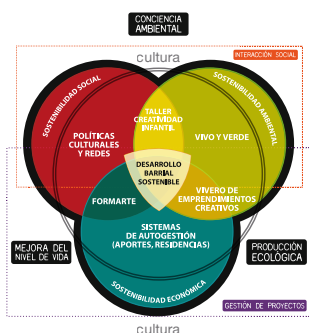 CONCIENCIA
AMBIENTAL
cultura
INTERACCIÓN SOCIAL
SOSTENIBILIDAD SOCIAL
SOSTENIBILIDAD AMBIENTAL
TALLER
CREATIVIDAD
INFANTIL
POLÍTICAS
CULTURALES
Y REDES
VIVO Y VERDE
DESARROLLO
BARRIAL
SOSTENIBLE
FORMARTE
VIVERO DE
EMPRENDIMIENTOS
CREATIVOS
SISTEMAS
DE AUTOGESTIÓN
(APORTES, RESIDENCIAS)
MEJORA DEL
NIVEL DE VIDA
PRODUCCIÓN
ECOLÓGICA
SOSTENIBILIDAD ECONÓMICA
GESTIÓN DE PROYECTOS
cultura